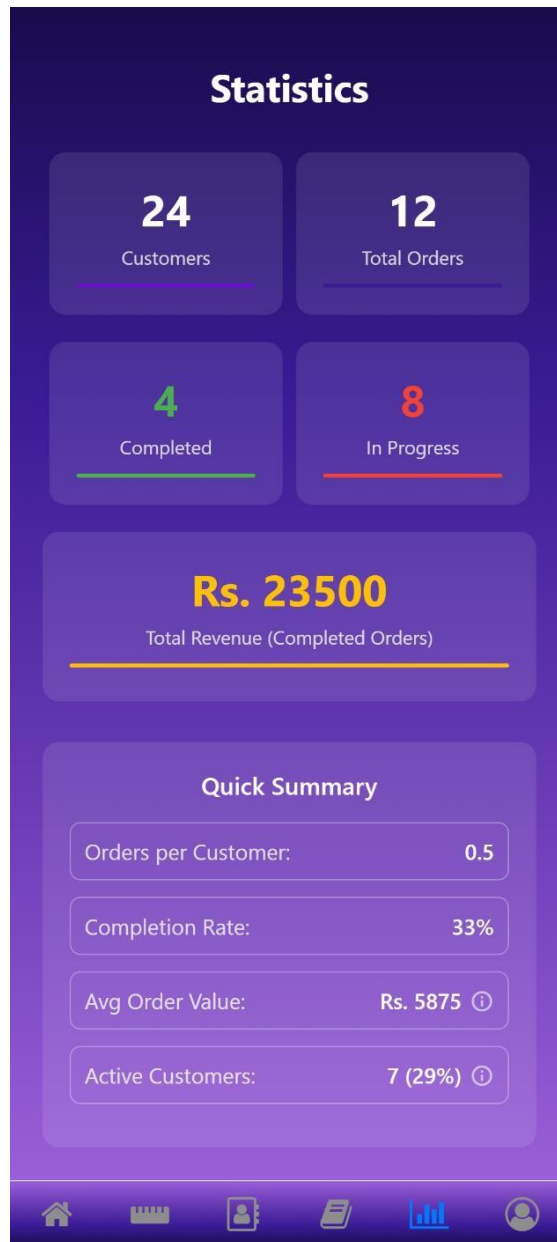 Statistics
24 12
Customers Total Orders
4 8
Completed In Progress
Rs. 23500
Total Revenue (Completed Orders)
Quick Summary
Orders per Customer: 0.5
Completion Rate: 33%
Avg Order Value: Rs. 5875
Active Customers: 7 (29%)